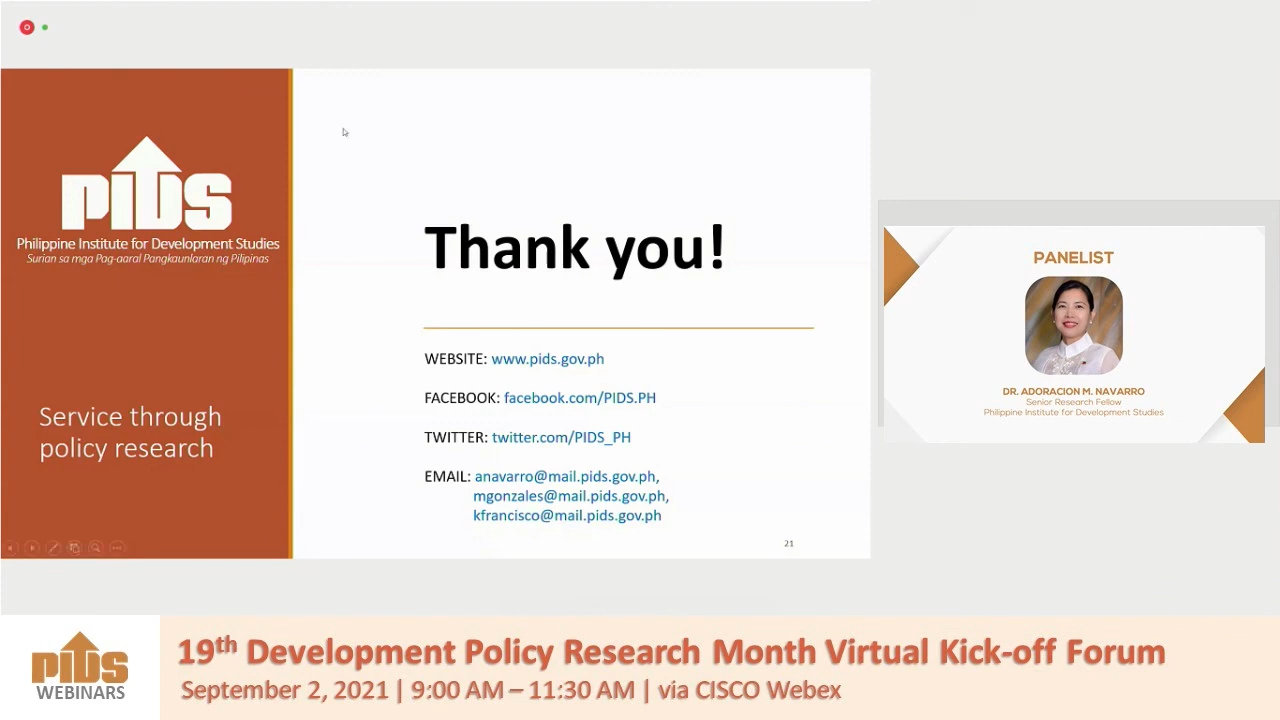 PIDS
Philippine Institute for Development Studies
Surian sa mga Pag-aaral Pangkaunlaran ng Pilipinas
Service through
policy research
Thank you!
WEBSITE: www.pids.gov.ph
FACEBOOK: facebook.com/PIDS.PH
TWITTER: twitter.com/PIDS_PH
EMAIL: anavarro@mail.pids.gov.ph,
mgonzales@mail.pids.gov.ph,
kfrancisco@mail.pids.gov.ph
21
PANELIST
DR. ADORACION M. NAVARRO
Senior Research Fellow
Philippine Institute for Development Studies
PIDS
WEBINARS
19th Development Policy Research Month Virtual Kick-off Forum
September 2, 2021 | 9:00 AM – 11:30 AM | via CISCO Webex